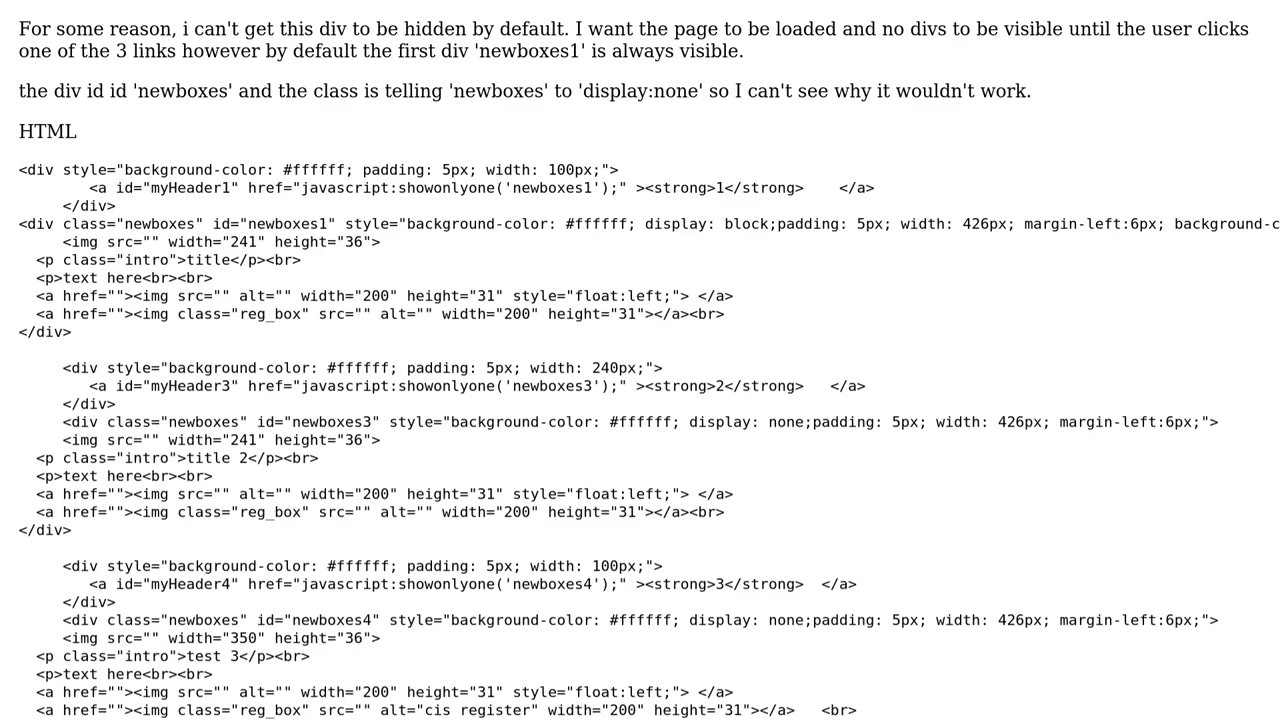 For some reason, i can't get this div to be hidden by default. I want the page to be loaded and no divs to be visible until the user clicks
one of the 3 links however by default the first div 'newboxes1' is always visible.
the div id id 'newboxes' and the class is telling 'newboxes' to 'display:none' so I can't see why it wouldn't work.
HTML
<div style="background-color: #ffffff; padding: 5px; width: 100px;">
        <a id="myHeader1" href="javascript:showonlyone('newboxes1');" ><strong>1</strong>    </a>
     </div>
<div class="newboxes" id="newboxes1" style="background-color: #ffffff; display: block;padding: 5px; width: 426px; margin-left:6px; background-c
     <img src="" width="241" height="36">
  <p class="intro">title</p><br>
  <p>text here<br><br>
  <a href=""><img src="" alt="" width="200" height="31" style="float:left;"> </a>
  <a href=""><img class="reg_box" src="" alt="" width="200" height="31"></a><br>
</div>
     <div style="background-color: #ffffff; padding: 5px; width: 240px;">
        <a id="myHeader3" href="javascript:showonlyone('newboxes3');" ><strong>2</strong>   </a>
     </div>
     <div class="newboxes" id="newboxes3" style="background-color: #ffffff; display: none;padding: 5px; width: 426px; margin-left:6px;">
     <img src="" width="241" height="36">
  <p class="intro">title 2</p><br>
  <p>text here<br><br>
  <a href=""><img src="" alt="" width="200" height="31" style="float:left;"> </a>
  <a href=""><img class="reg_box" src="" alt="" width="200" height="31"></a><br>
</div>
     <div style="background-color: #ffffff; padding: 5px; width: 100px;">
        <a id="myHeader4" href="javascript:showonlyone('newboxes4');" ><strong>3</strong>  </a>
     </div>
     <div class="newboxes" id="newboxes4" style="background-color: #ffffff; display: none;padding: 5px; width: 426px; margin-left:6px;">
     <img src="" width="350" height="36">
  <p class="intro">test 3</p><br>
  <p>text here<br><br>
  <a href=""><img src="" alt="" width="200" height="31" style="float:left;"> </a>
  <a href=""><img class="reg_box" src="" alt="cis register" width="200" height="31"></a>   <br>